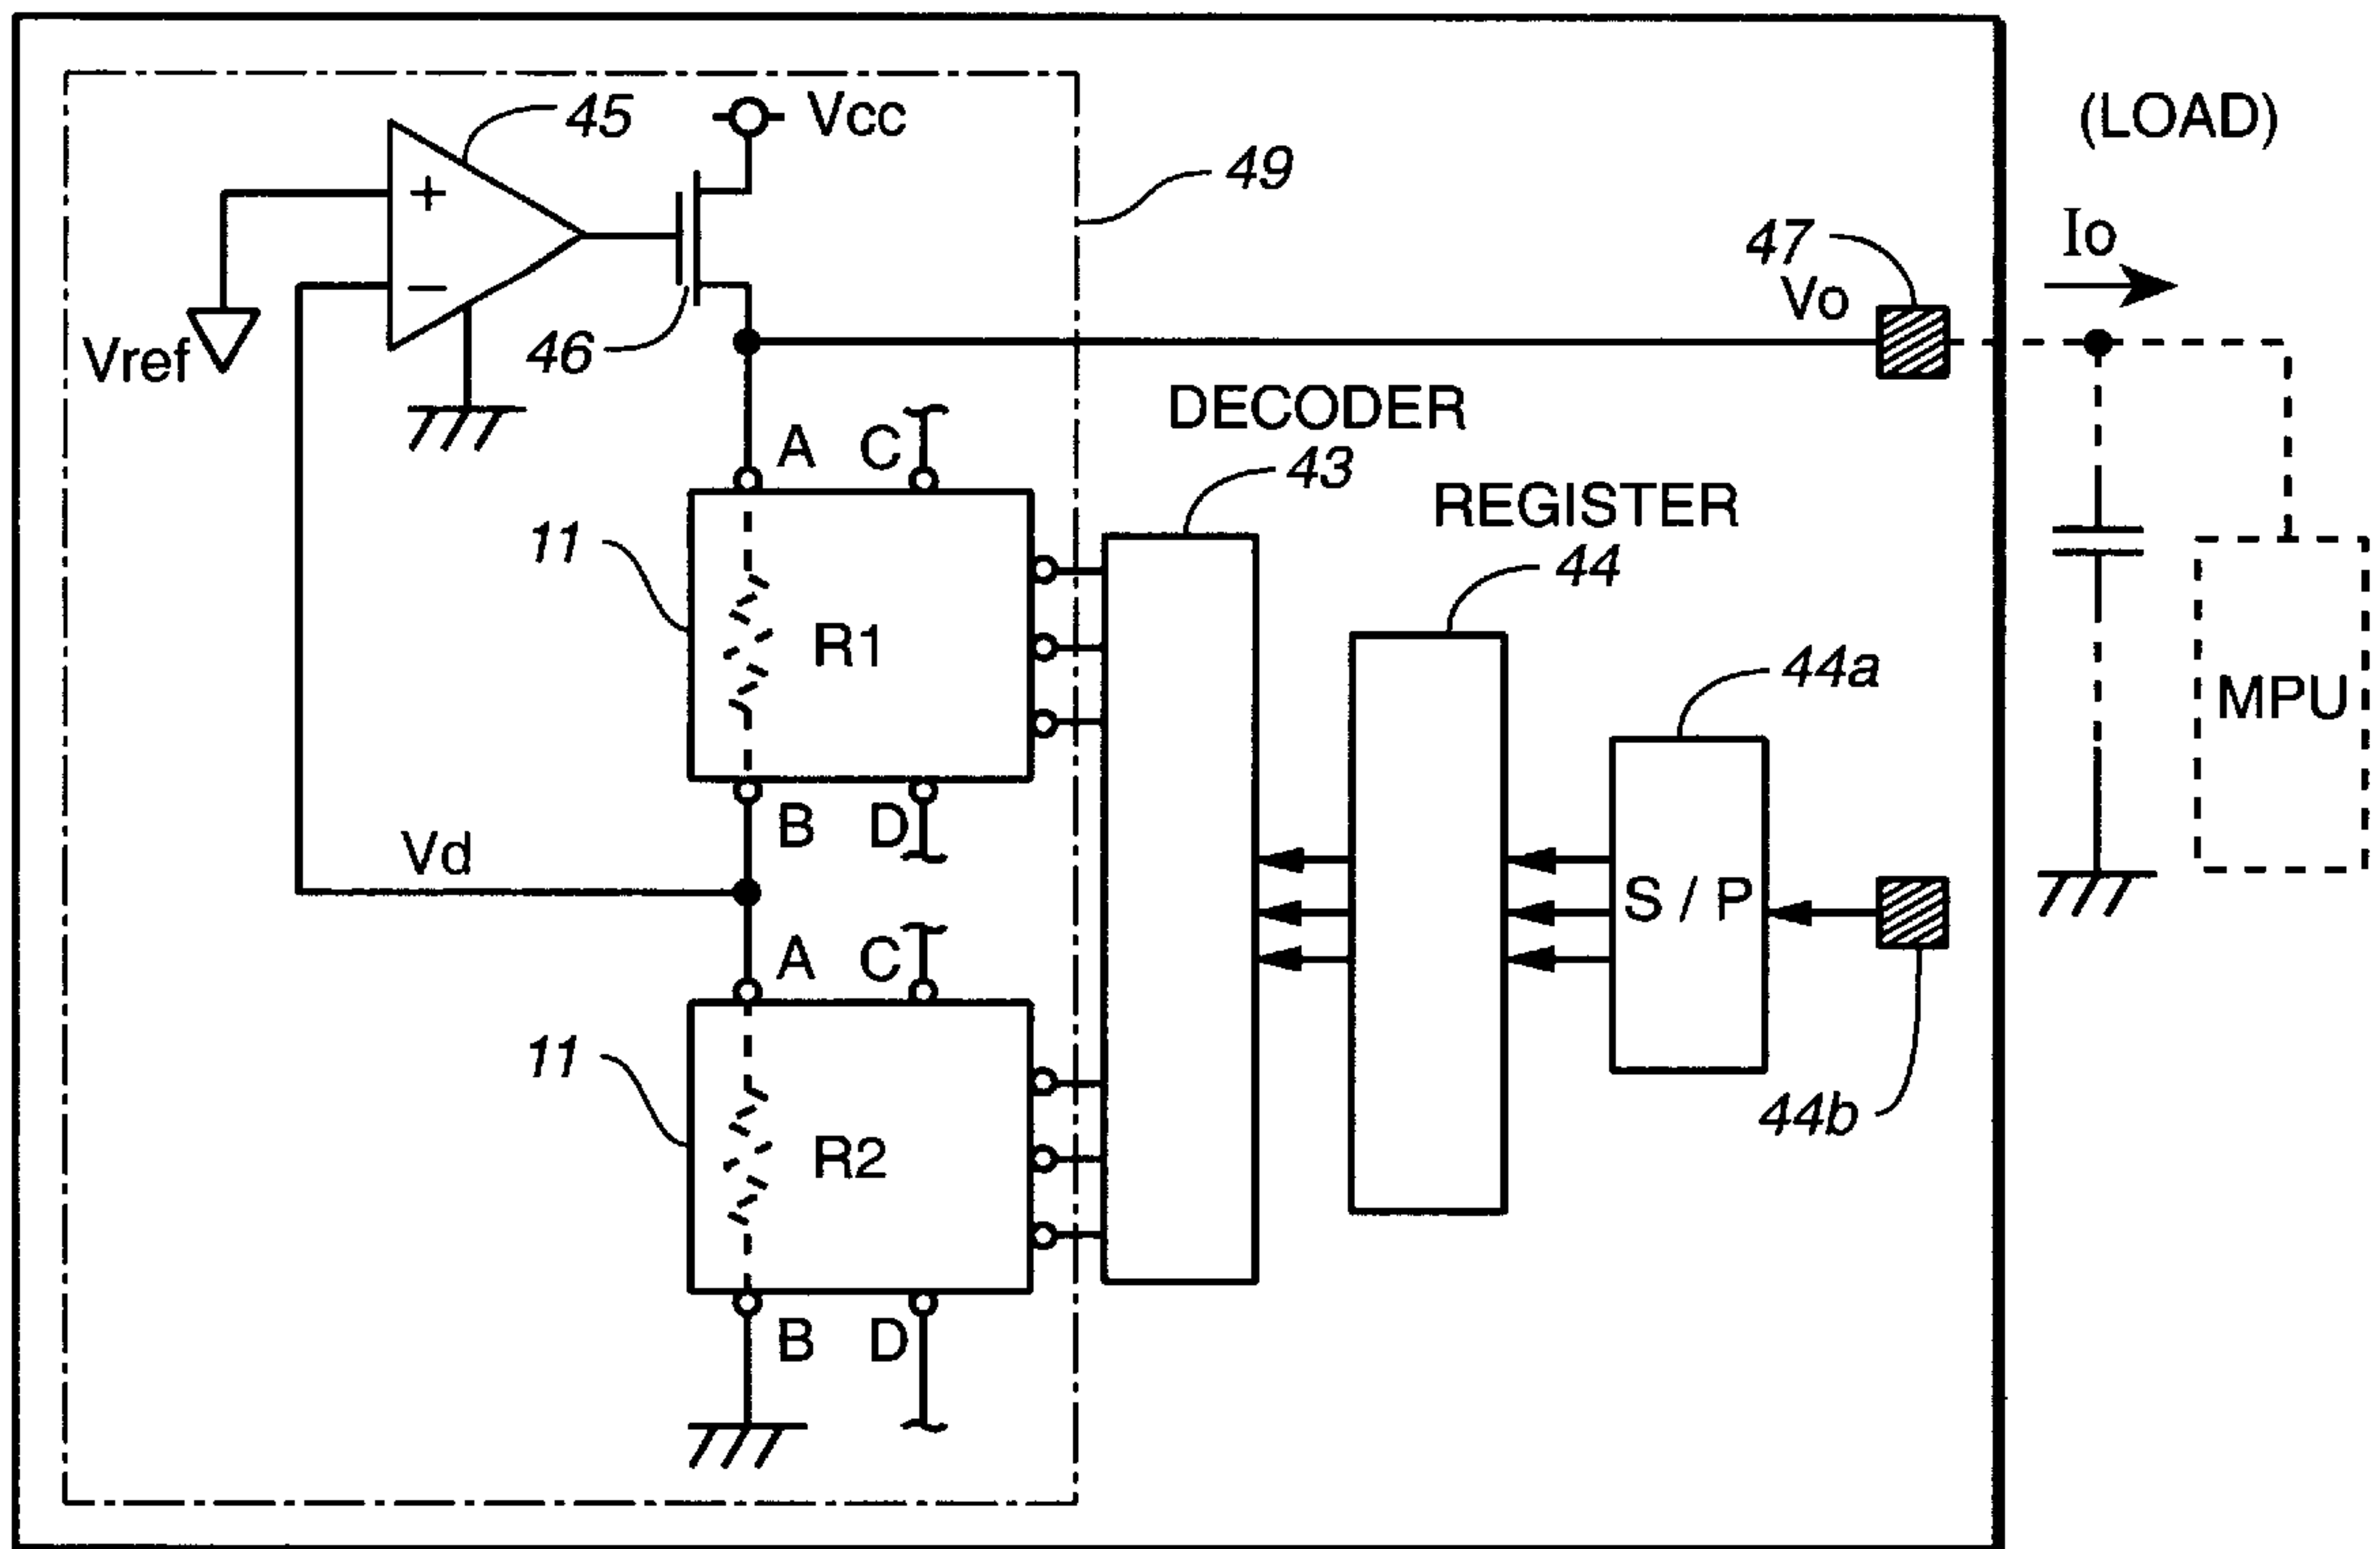 45
Vcc
(LOAD)
+
49
47
Io
Vo
−
Vref
46
DECODER
A
C
43
REGISTER
11
44
R1
44a
MPU
B
D
Vd
S / P
A
C
11
44b
R2
B
D